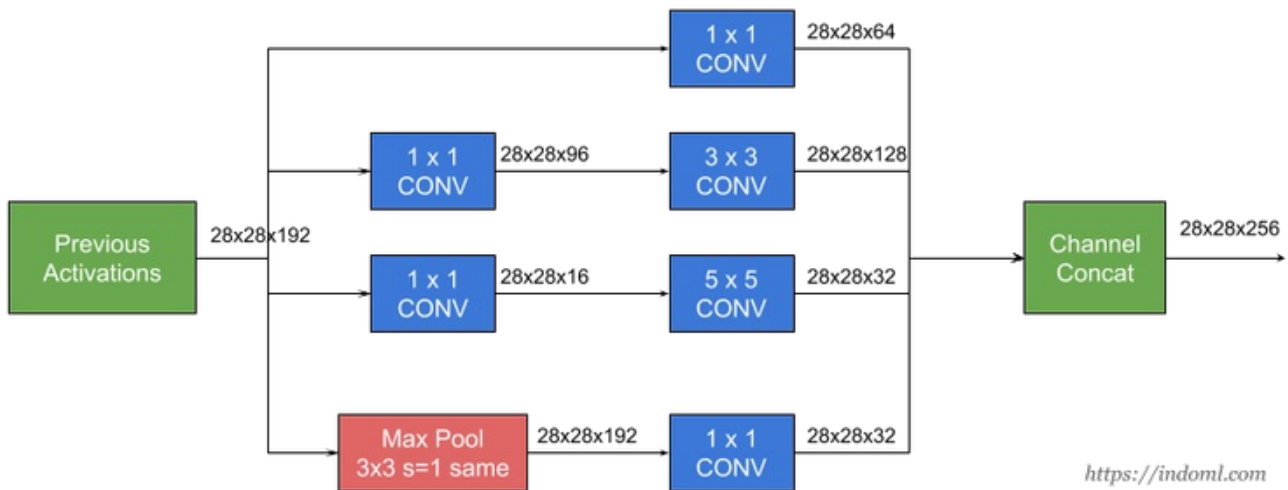 1 x 1
CONV
28x28x64
1 x 1
CONV
28x28x96
3 x 3
CONV
28x28x128
Previous
Activations
28x28x192
Channel
Concat
28x28x256
1 x 1
CONV
28x28x16
5 x 5
CONV
28x28x32
Max Pool
3x3 s=1 same
28x28x192
1 x 1
CONV
28x28x32
https://indoml.com